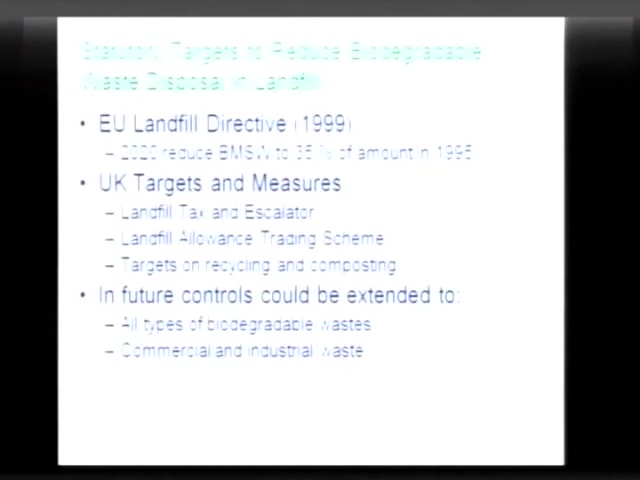 Statutory Targets to Reduce Biodegradable
Waste Disposal in Landfill
• EU Landfill Directive (1999)
– 2020 reduce BMSW to 35 % of amount in 1995
• UK Targets and Measures
– Landfill Tax and Escalator
– Landfill Allowance Trading Scheme
– Targets on recycling and composting
• In future controls could be extended to:
– All types of biodegradable wastes
– Commercial and industrial waste